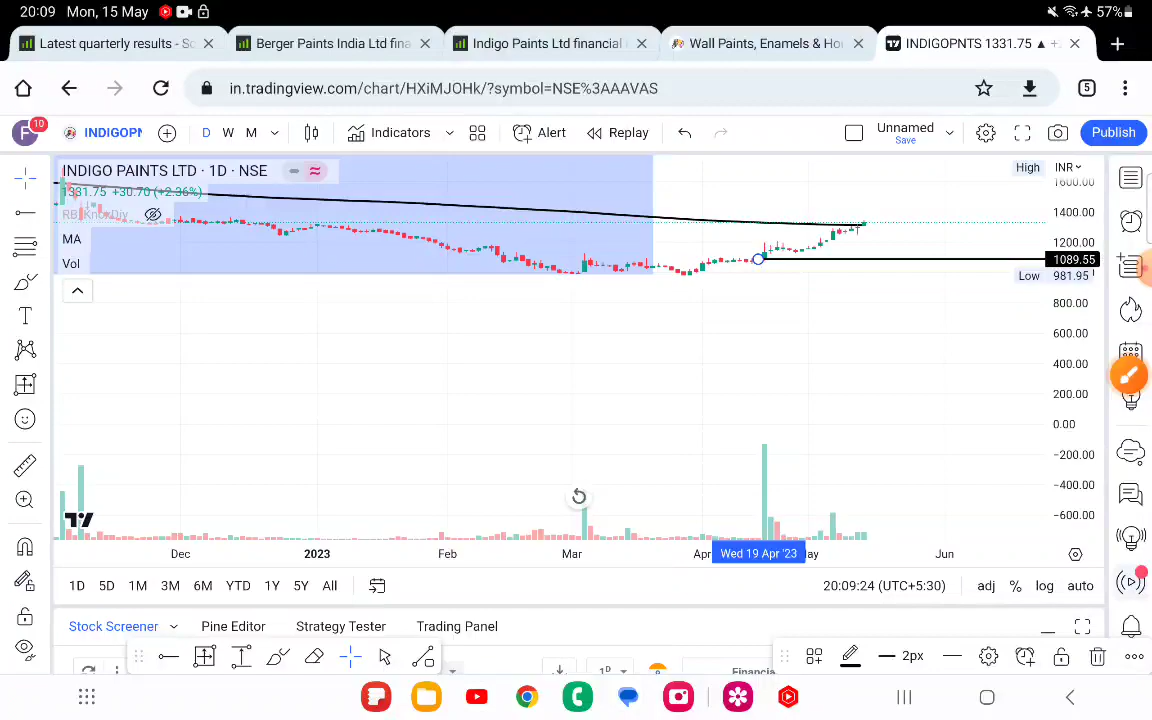 20:09 Mon, 15 May
57%
Latest quarterly results - Sc
Berger Paints India Ltd fina
Indigo Paints Ltd financial
Wall Paints, Enamels & Ho
INDIGOPNTS 1331.75 ▲ +
in.tradingview.com/chart/HXiMJOHk/?symbol=NSE%3AAAVAS
5
F
10
INDIGOPN
D W M
Indicators
Alert
Replay
Unnamed
Save
Publish
INDIGO PAINTS LTD · 1D · NSE
1331.75 +30.70 (+2.36%)
RB KnoxDiv
MA
Vol
High
INR
1600.00
1400.00
1200.00
1089.55
Low 981.95
800.00
600.00
400.00
200.00
0.00
−200.00
−400.00
−600.00
Dec
2023
Feb
Mar
Apr
Wed 19 Apr '23
May
Jun
1D 5D 1M 3M 6M YTD 1Y 5Y All
20:09:24 (UTC+5:30)
adj % log auto
Stock Screener
Pine Editor
Strategy Tester
Trading Panel
2px
1D
Financia